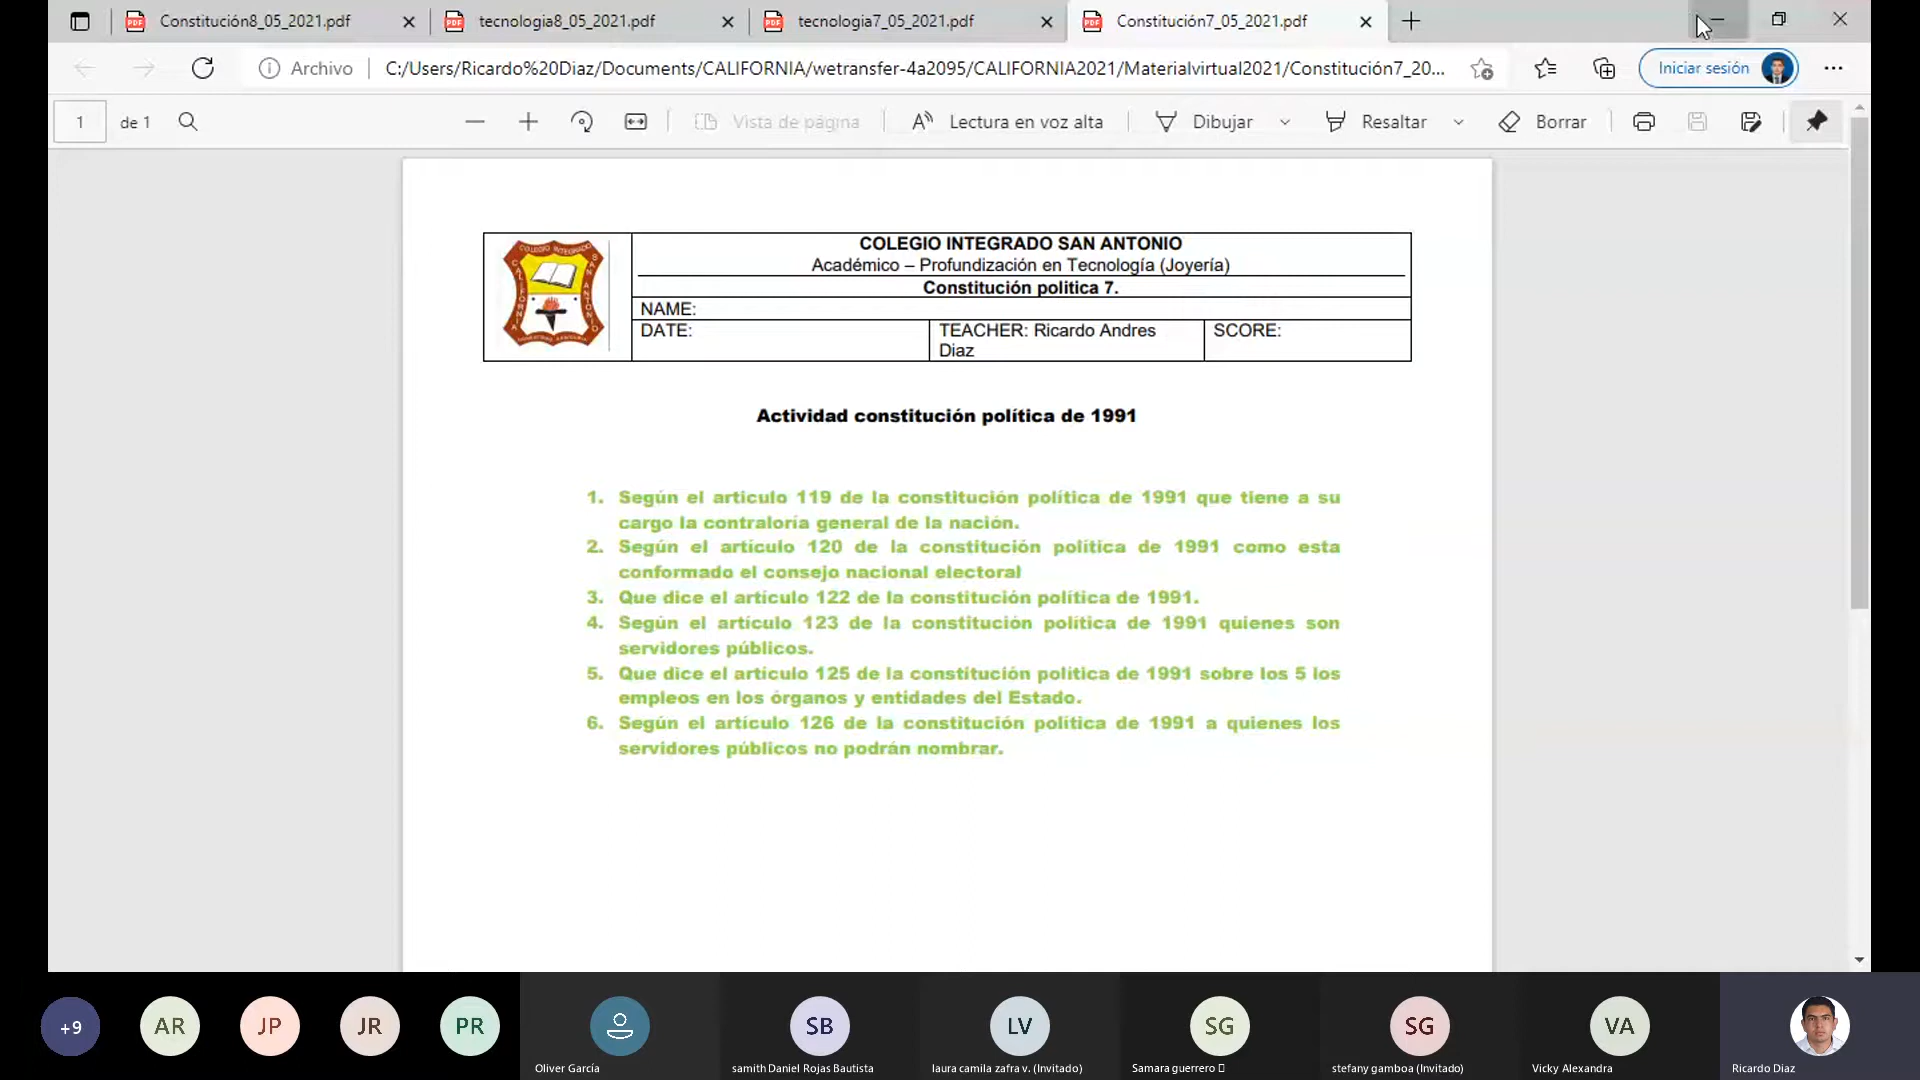 Constitución8_05_2021.pdf
tecnologia8_05_2021.pdf
tecnologia7_05_2021.pdf
Constitución7_05_2021.pdf
Archivo
C:/Users/Ricardo%20Diaz/Documents/CALIFORNIA/wetransfer-4a2095/CALIFORNIA2021/Materialvirtual2021/Constitución7_20...
Iniciar sesión
1 de 1
Vista de página
Lectura en voz alta
Dibujar
Resaltar
Borrar
COLEGIO INTEGRADO SAN ANTONIO
Académico – Profundización en Tecnología (Joyería)
Constitución política 7.
NAME:
DATE:
TEACHER: Ricardo Andres
Diaz
SCORE:
Actividad constitución política de 1991
1. Según el articulo 119 de la constitución política de 1991 que tiene a su
cargo la contraloría general de la nación.
2. Según el artículo 120 de la constitución política de 1991 como esta
conformado el consejo nacional electoral
3. Que dice el artículo 122 de la constitución política de 1991.
4. Según el artículo 123 de la constitución política de 1991 quienes son
servidores públicos.
5. Que dice el artículo 125 de la constitución política de 1991 sobre los 5 los
empleos en los órganos y entidades del Estado.
6. Según el artículo 126 de la constitución política de 1991 a quienes los
servidores públicos no podrán nombrar.
+9
AR
JP
JR
PR
SB
LV
SG
SG
VA
Oliver García
samith Daniel Rojas Bautista
laura camila zafra v. (Invitado)
Samara guerrero
stefany gamboa (Invitado)
Vicky Alexandra
Ricardo Diaz